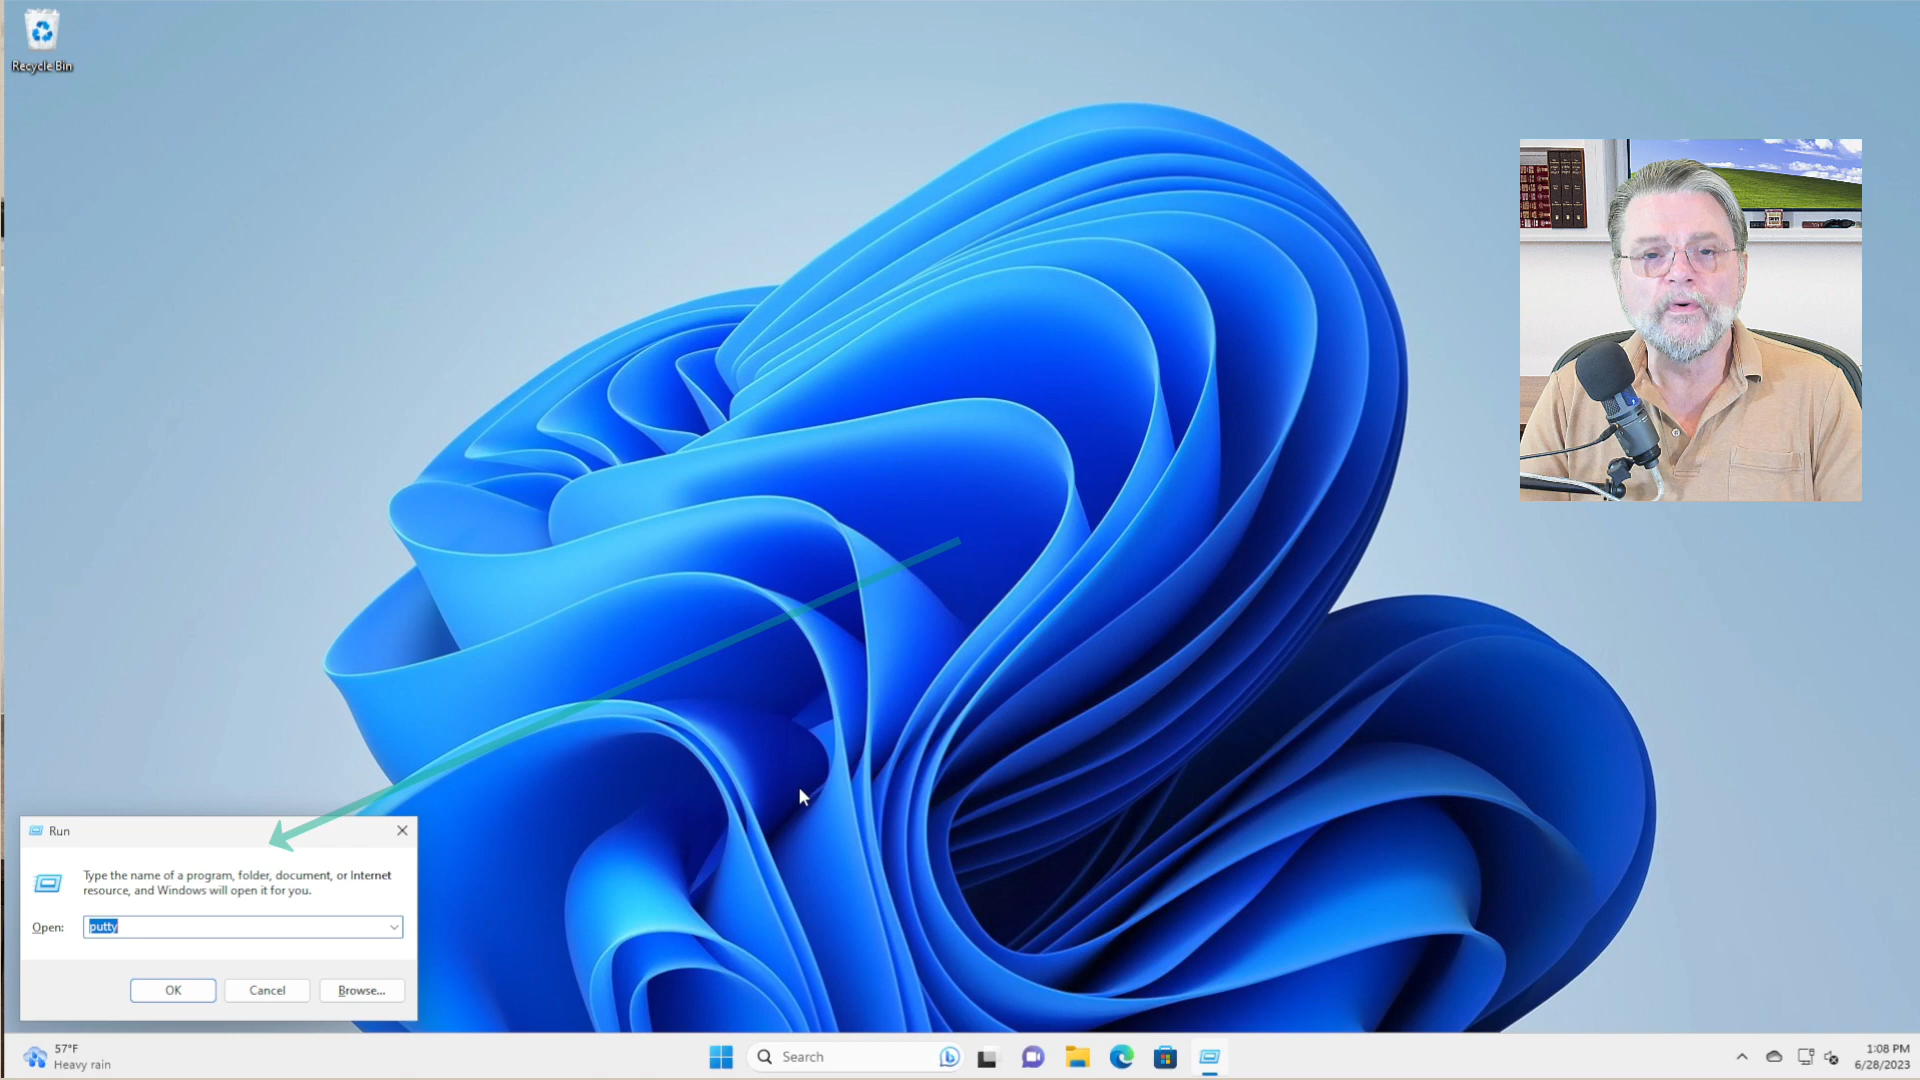 Recycle Bin
Run
Type the name of a program, folder, document, or Internet
resource, and Windows will open it for you.
Open:
putty
OK
Cancel
Browse...
57°F
Heavy rain
Search
1:08 PM
6/28/2023